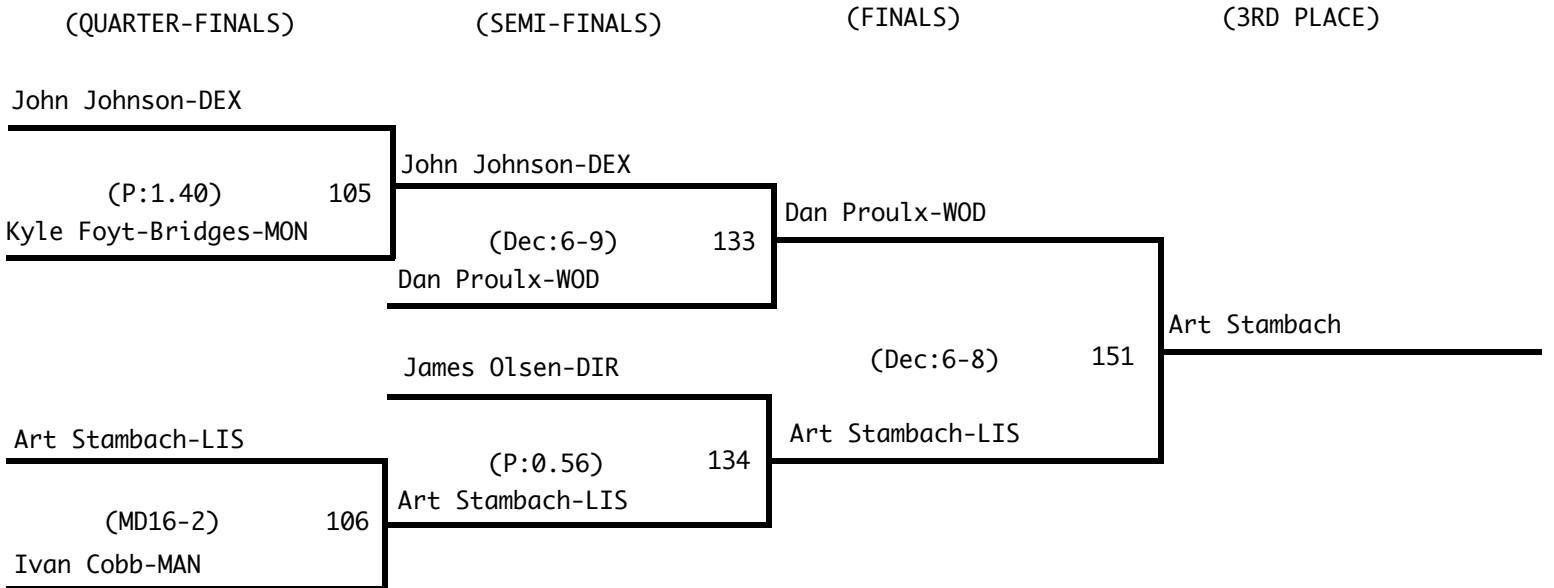 (QUARTER-FINALS) (SEMI-FINALS) (FINALS) (3RD PLACE)
John Johnson-DEX
John Johnson-DEX
(P:1.40) 105
Dan Proulx-WOD
Kyle Foyt-Bridges-MON
(Dec:6-9) 133
Dan Proulx-WOD
Art Stambach
James Olsen-DIR
(Dec:6-8) 151
Art Stambach-LIS
Art Stambach-LIS
(P:0.56) 134
Art Stambach-LIS
(MD16-2) 106
Ivan Cobb-MAN